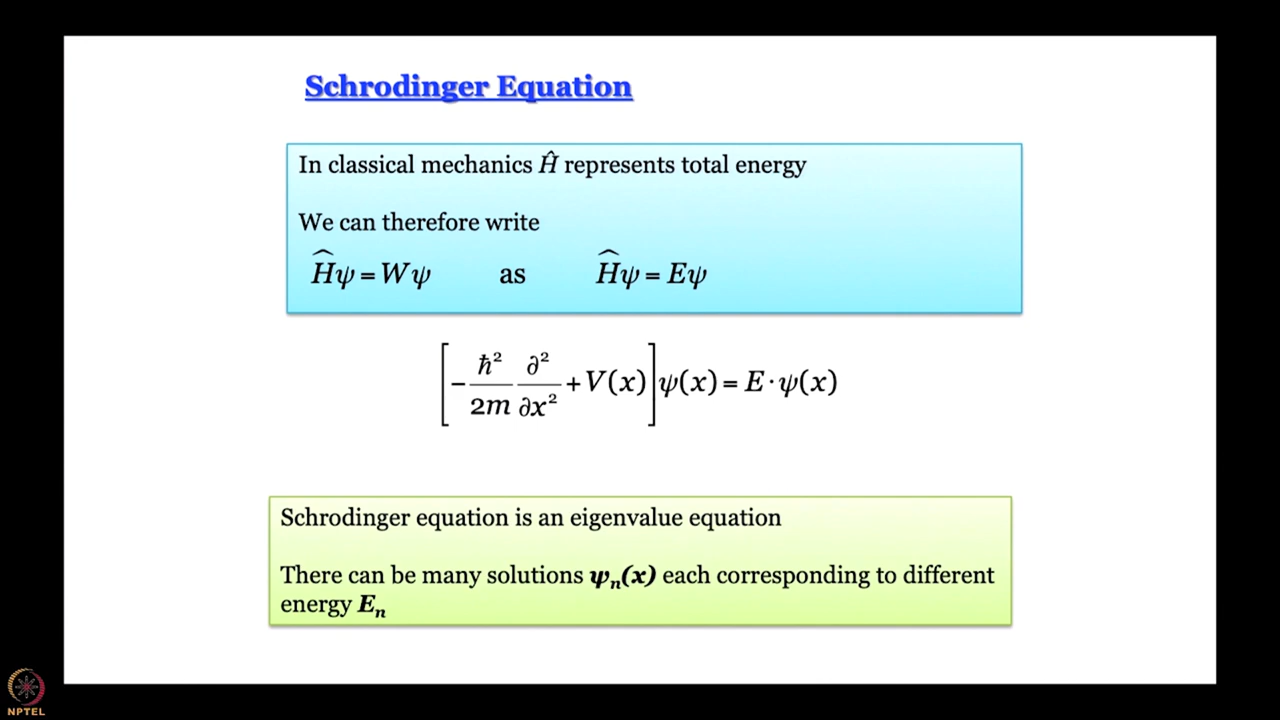 Schrodinger Equation
In classical mechanics Ĥ represents total energy
We can therefore write
Ĥψ = Wψ as Ĥψ = Eψ
[−ħ²/2m ∂²/∂x² + V(x)]ψ(x) = E·ψ(x)
Schrodinger equation is an eigenvalue equation
There can be many solutions ψₙ(x) each corresponding to different
energy Eₙ
NPTEL